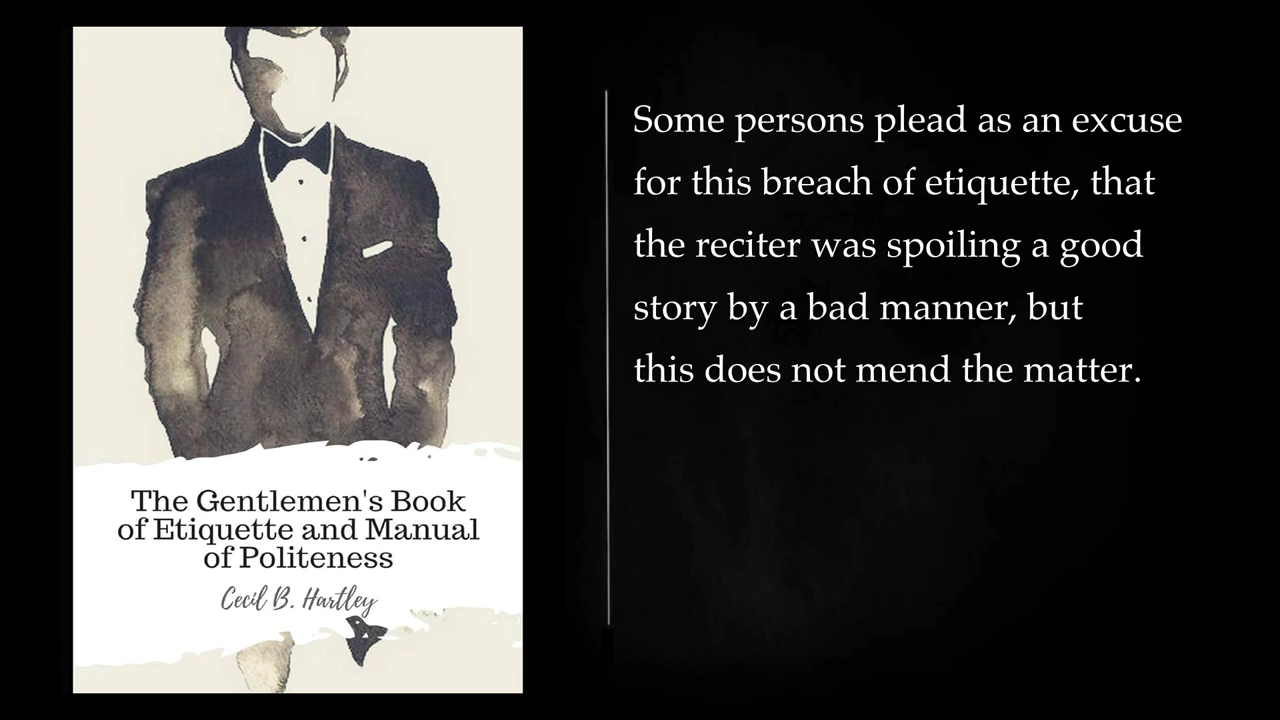 The Gentlemen's Book
of Etiquette and Manual
of Politeness
Cecil B. Hartley
Some persons plead as an excuse
for this breach of etiquette, that
the reciter was spoiling a good
story by a bad manner, but
this does not mend the matter.